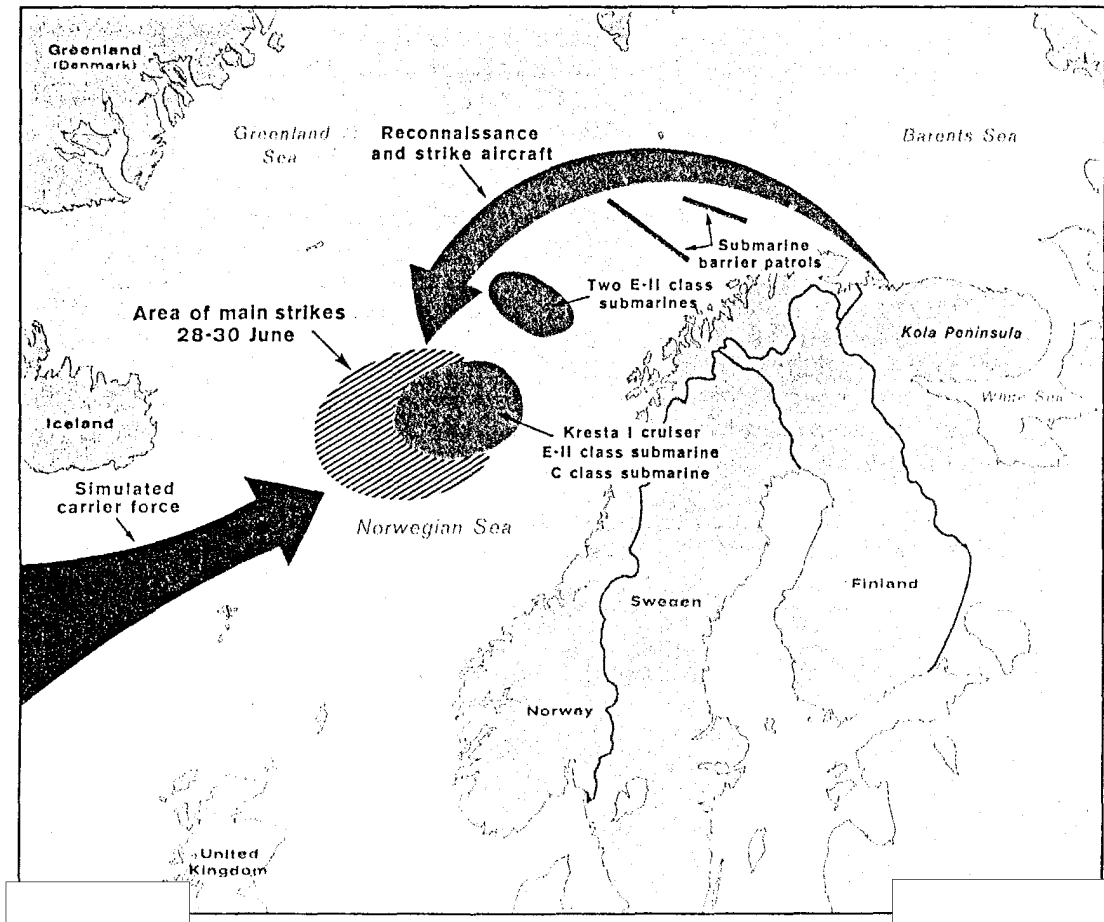 Greenland
(Denmark)
Greenland
Sea
Reconnaissance
and strike aircraft
Barents Sea
Submarine
barrier patrols
Two E-II class
submarines
Area of main strikes
28-30 June
Kola Peninsula
White Sea
Iceland
Kresta I cruiser
E-II class submarine
C class submarine
Simulated
carrier force
Norwegian Sea
Finland
Sweden
Norway
United
Kingdom